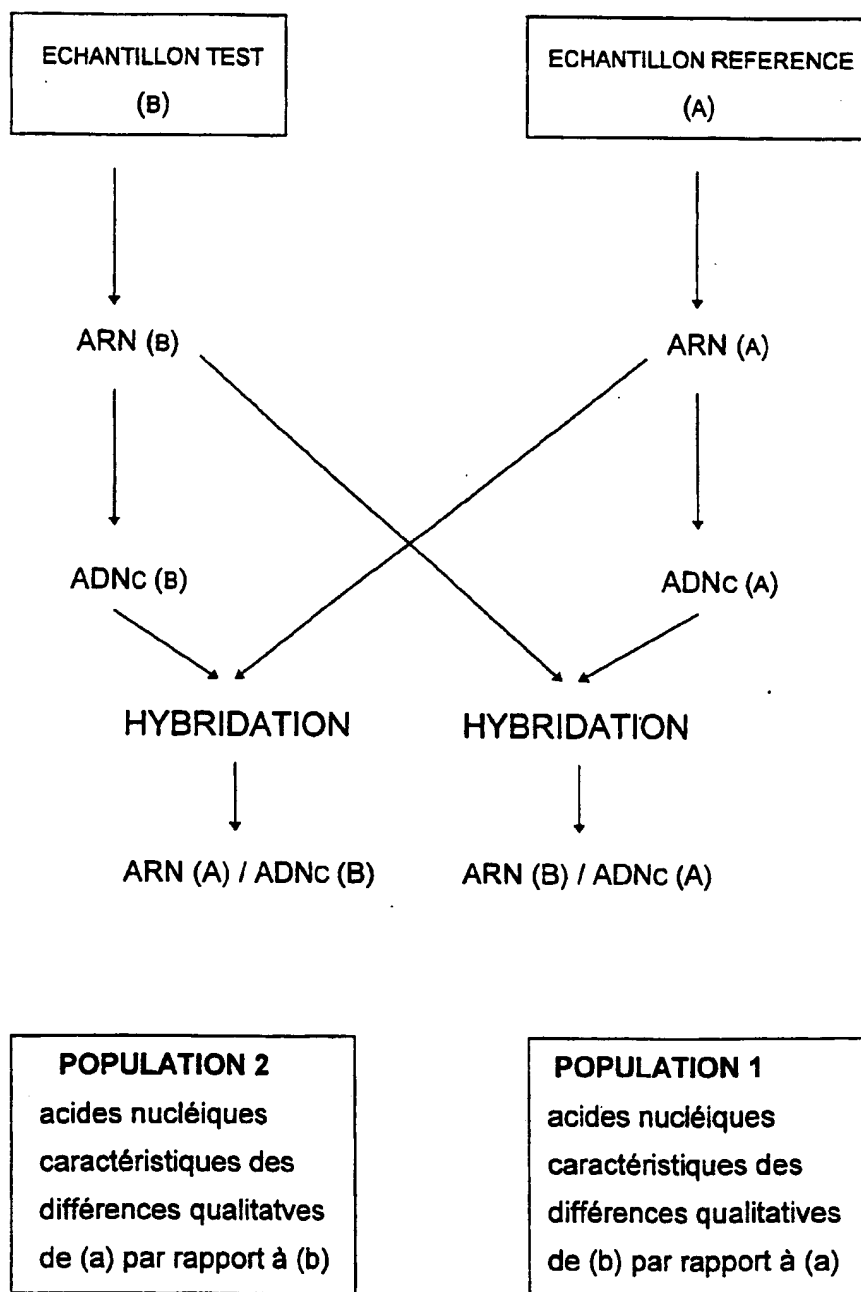 ECHANTILLON TEST
(B)
ECHANTILLON REFERENCE
(A)
ARN (B)
ARN (A)
ADNC (B)
ADNC (A)
HYBRIDATION
HYBRIDATION
ARN (A) / ADNC (B)
ARN (B) / ADNC (A)
POPULATION 2
acides nucléiques
caractéristiques des
différences qualitatves
de (a) par rapport à (b)
POPULATION 1
acides nucléiques
caractéristiques des
différences qualitatives
de (b) par rapport à (a)